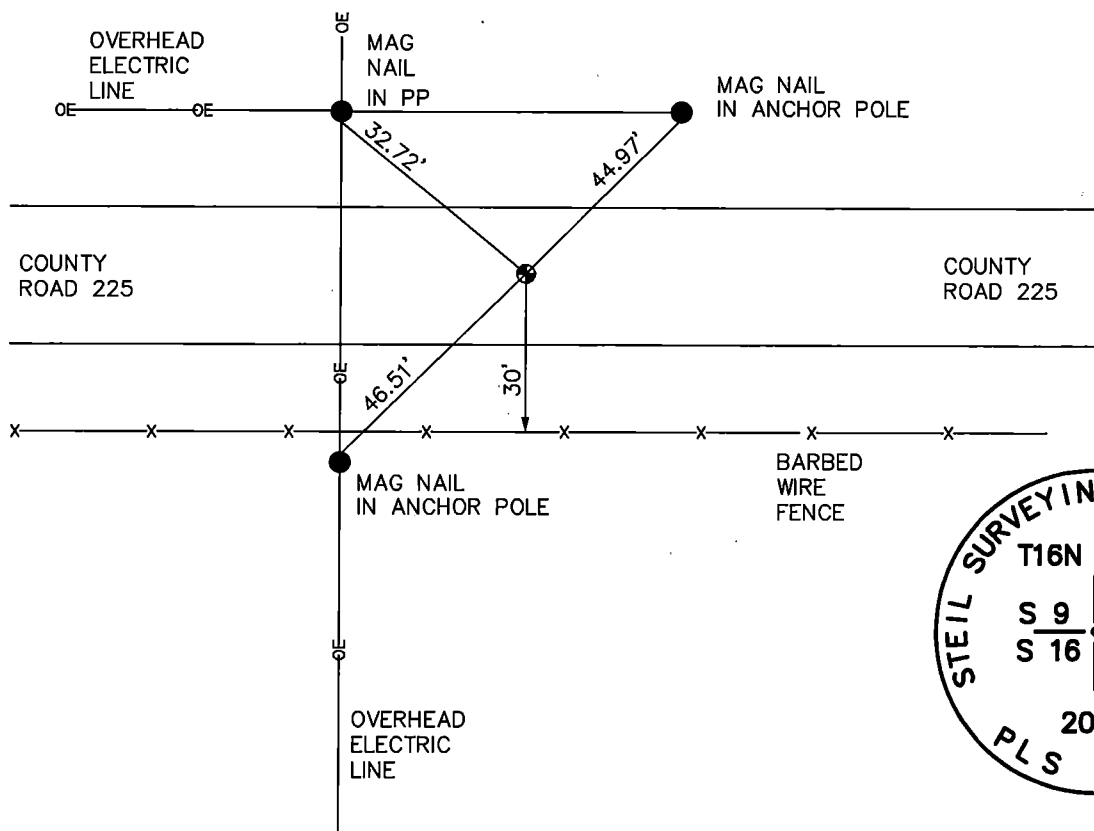 OE
OVERHEAD
ELECTRIC
LINE
MAG
NAIL
IN PP
OE
OE
MAG NAIL
IN ANCHOR POLE
32.72'
44.97'
COUNTY
ROAD 225
COUNTY
ROAD 225
OE
46.51'
30'
X X X X X X X X
MAG NAIL
IN ANCHOR POLE
BARBED
WIRE
FENCE
OE
OVERHEAD
ELECTRIC
LINE
STEIL SURVEYIN
T16N
S 9
S 16
20
PLS